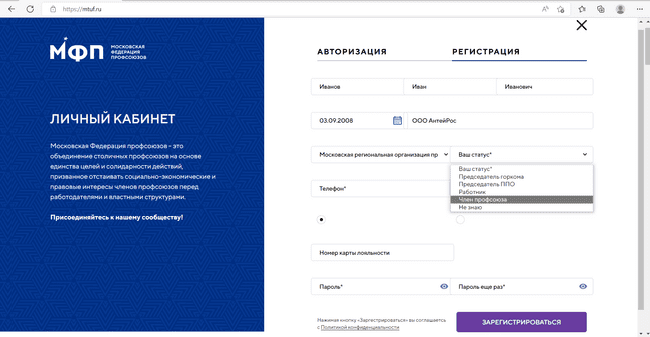 https://mtuf.ru
МФП МОСКОВСКАЯ
ФЕДЕРАЦИЯ
ПРОФСОЮЗОВ
ЛИЧНЫЙ КАБИНЕТ
Московская Федерация профсоюзов – это
объединение столичных профсоюзов на основе
единства целей и солидарности действий,
призванное отстаивать социально-экономические и
правовые интересы членов профсоюзов перед
работодателями и властными структурами.
Присоединяйтесь к нашему сообществу!
АВТОРИЗАЦИЯ РЕГИСТРАЦИЯ
Иванов Иван Иванович
03.09.2008 ООО АнтейРос
Московская региональная организация пр Ваш статус*
Ваш статус*
Председатель горкома
Председатель ППО
Работник
Член профсоюза
Не знаю
Телефон*
Номер карты лояльности
Пароль* Пароль еще раз*
Нажимая кнопку «Зарегистрироваться» вы соглашаетесь
с Политикой конфиденциальности
ЗАРЕГИСТРИРОВАТЬСЯ